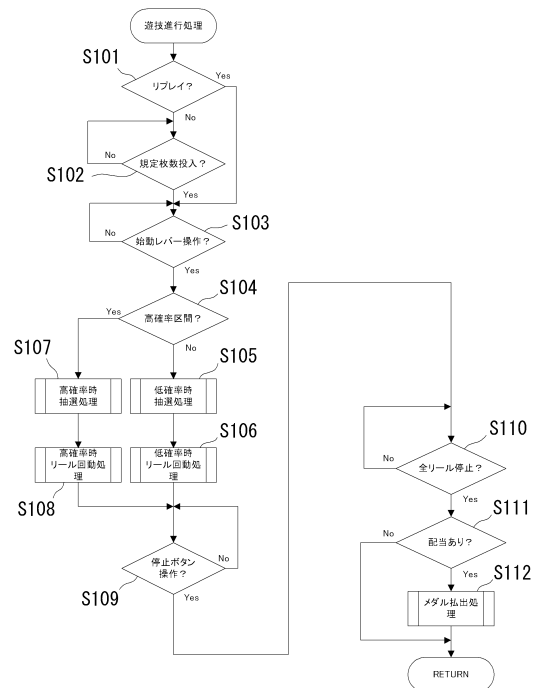 遊技進行処理
S101
リプレイ?
Yes
No
規定枚数投入?
No
S102
Yes
S103
始動レバー操作?
No
Yes
S104
高確率区間?
Yes
No
S107
S105
高確率時
抽選処理
低確率時
抽選処理
S106
高確率時
リール回動処
理
低確率時
リール回動処
理
S108
停止ボタン
操作?
No
S109
Yes
S110
全リール停止?
No
Yes
S111
配当あり?
No
Yes
S112
メダル払出処
理
RETURN